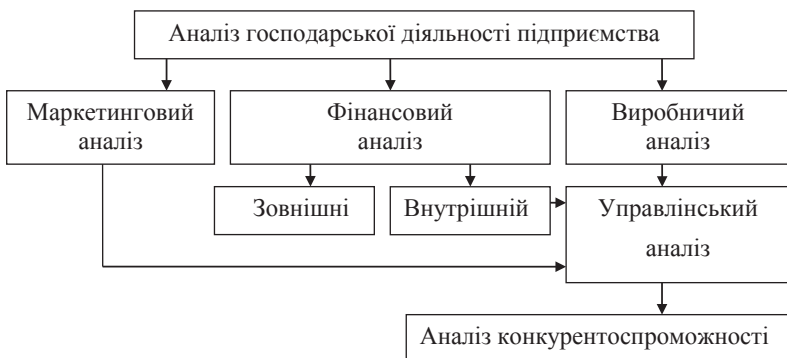 Аналіз господарської діяльності підприємства
Маркетинговий
аналіз
Фінансовий
аналіз
Виробничий
аналіз
Зовнішні
Внутрішній
Управлінський
аналіз
Аналіз конкурентоспроможності